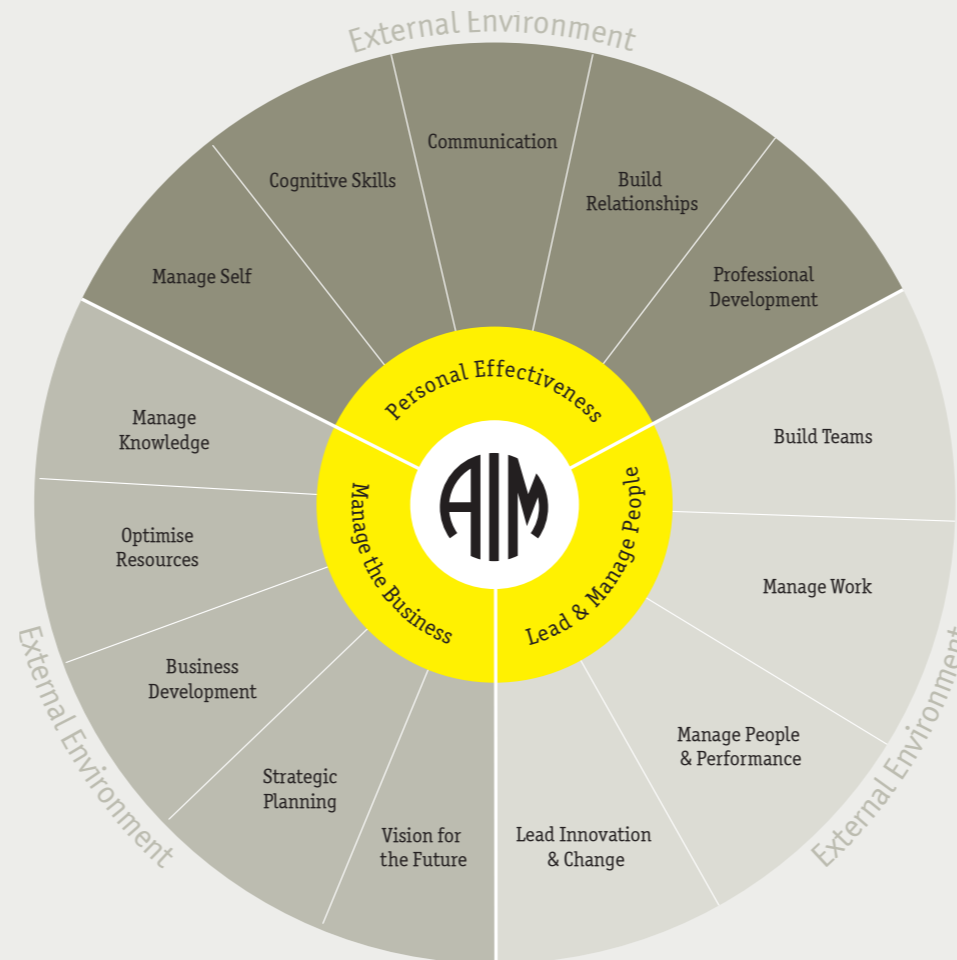 External Environment
Communication
Cognitive Skills
Build
Relationships
Manage Self
Professional
Development
Personal Effectiveness
Manage
Knowledge
Build Teams
AIM
Manage the Business
Lead & Manage People
Optimise
Resources
Manage Work
Business
Development
Manage People
& Performance
Strategic
Planning
Vision for
the Future
Lead Innovation
& Change
External Environment
External Environment